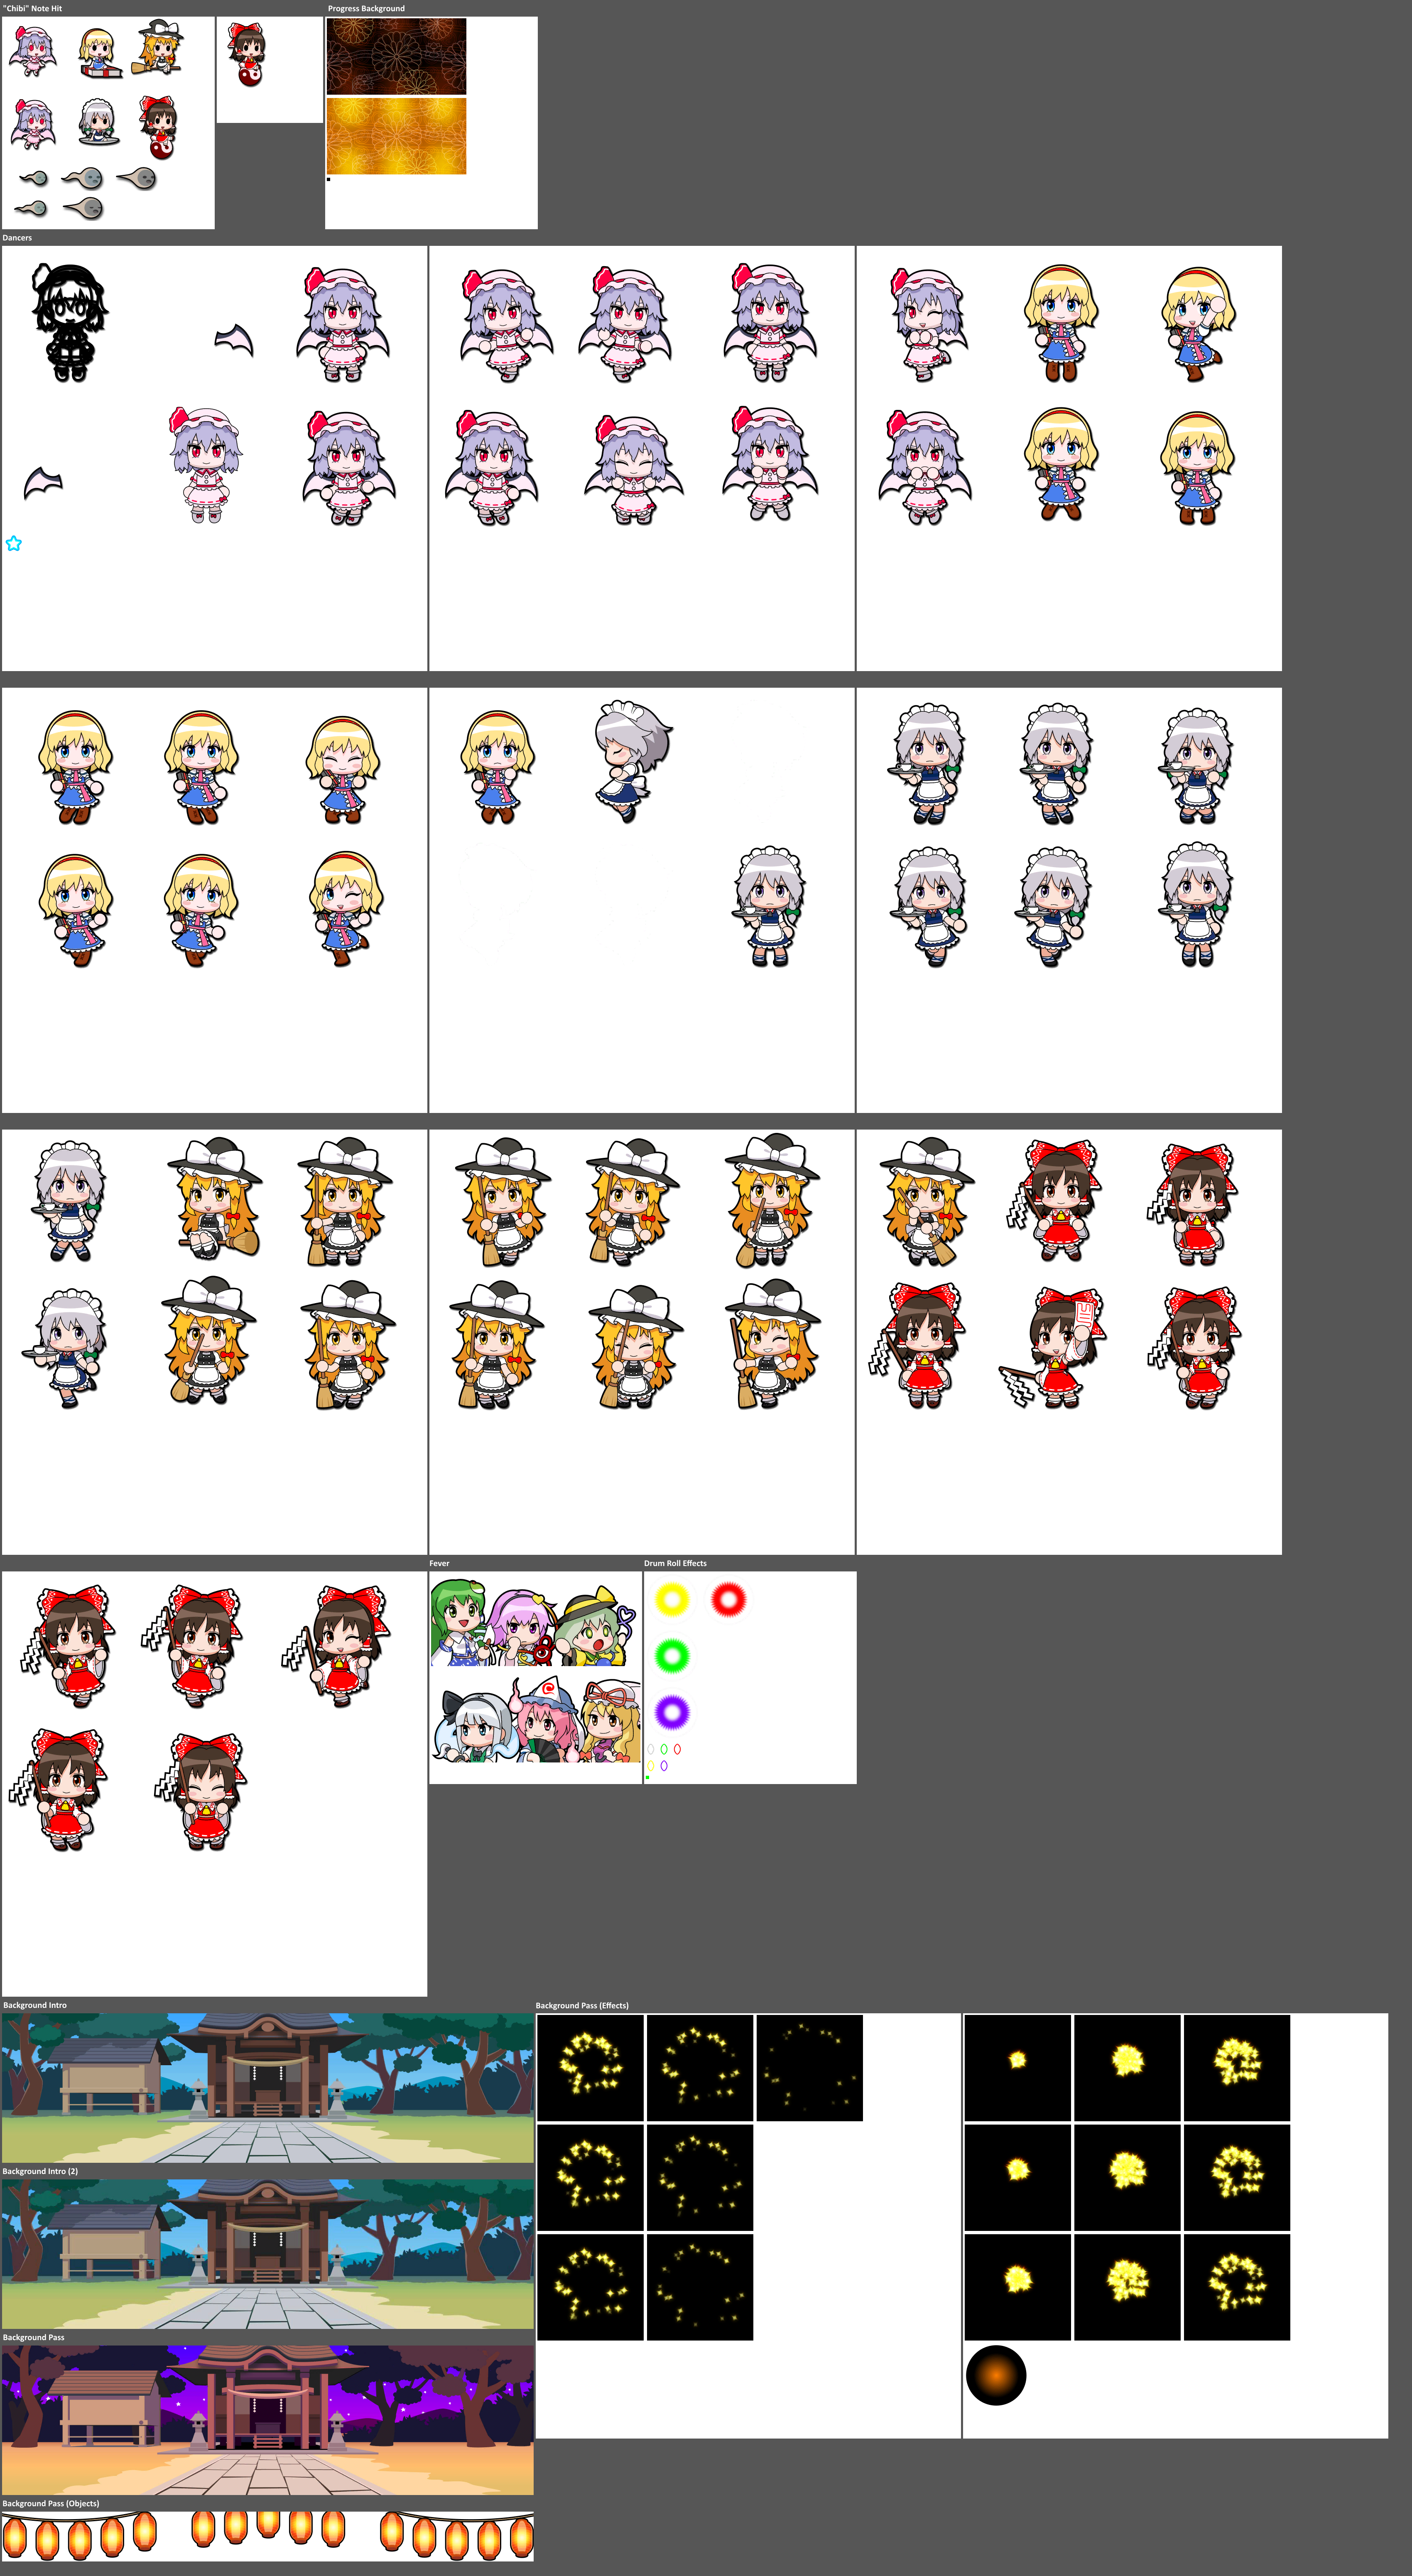 "Chibi" Note Hit
Progress Background
Dancers
Fever
Drum Roll Effects
Background Intro
Background Pass (Effects)
Background Intro (2)
Background Pass
Background Pass (Objects)